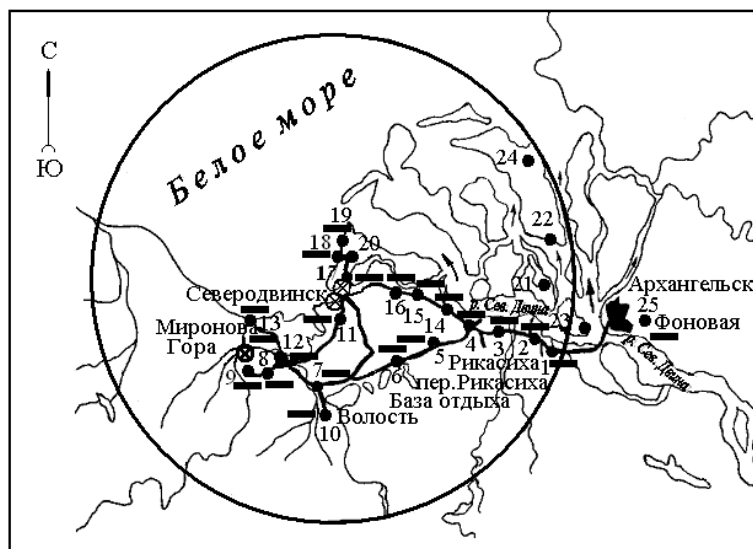 С
Ю
Белое море
24
19
18
20
22
17
21
Северодвинск
16
15
р. Сев. Двина
Архангельск
25
Фоновая
23
Миронова
Гора
13
12
11
14
9
8
7
6
5
4
3
2
1
Рикасиха
пер.Рикасиха
База отдыха
Волость
10
р. Сев. Двина